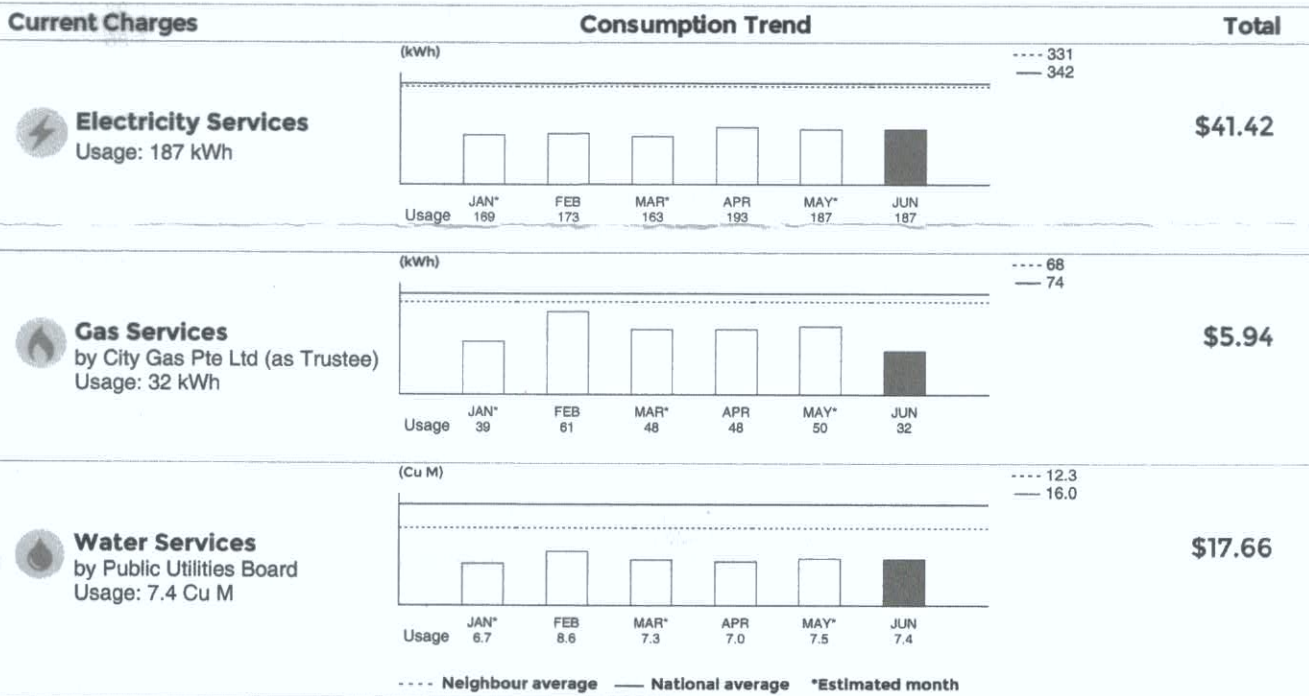 Current Charges Consumption Trend Total
(kWh)
---- 331
— 342
Electricity Services
Usage: 187 kWh
$41.42
JAN* FEB MAR* APR MAY* JUN
Usage 169 173 163 193 187 187
(kWh)
---- 68
— 74
Gas Services
by City Gas Pte Ltd (as Trustee)
Usage: 32 kWh
$5.94
JAN* FEB MAR* APR MAY* JUN
Usage 39 61 48 48 50 32
(Cu M)
---- 12.3
— 16.0
Water Services
by Public Utilities Board
Usage: 7.4 Cu M
$17.66
JAN* FEB MAR* APR MAY* JUN
Usage 6.7 8.6 7.3 7.0 7.5 7.4
---- Neighbour average — National average *Estimated month